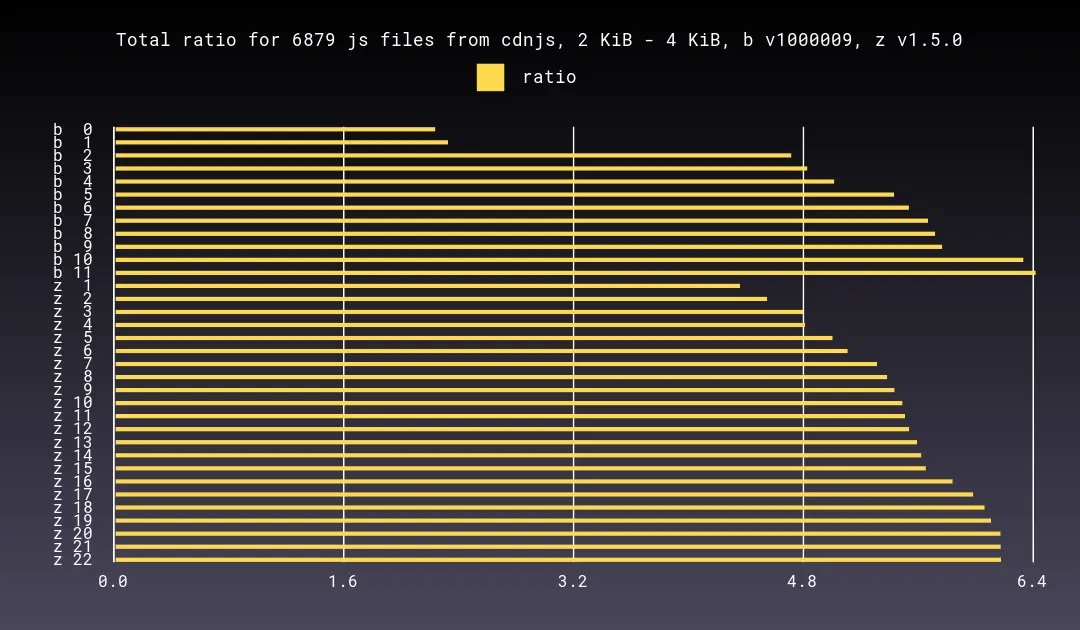 Total ratio for 6879 js files from cdnjs, 2 KiB - 4 KiB, b v1000009, z v1.5.0
ratio
b 0
b 1
b 2
b 3
b 4
b 5
b 6
b 7
b 8
b 9
b 10
b 11
z 1
z 2
z 3
z 4
z 5
z 6
z 7
z 8
z 9
z 10
z 11
z 12
z 13
z 14
z 15
z 16
z 17
z 18
z 19
z 20
z 21
z 22
0.0 1.6 3.2 4.8 6.4